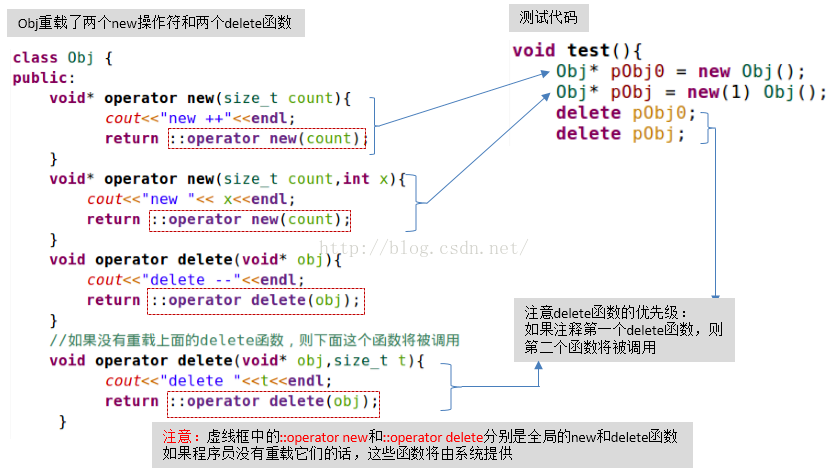 Obj重载了两个new操作符和两个delete函数
class Obj {
public:
void* operator new(size_t count){
cout<<"new ++"<<endl;
return ::operator new(count);
}
void* operator new(size_t count,int x){
cout<<"new "<< x<<endl;
return ::operator new(count);
}
void operator delete(void* obj){
cout<<"delete --"<<endl;
return ::operator delete(obj);
}
//如果没有重载上面的delete函数，则下面这个函数将被调用
void operator delete(void* obj,size_t t){
cout<<"delete "<<t<<endl;
return ::operator delete(obj);
}
测试代码
void test(){
Obj* pObj0 = new Obj();
Obj* pObj = new(1) Obj();
delete pObj0;
delete pObj;
http://blog.csdn.net/
注意delete函数的优先级：
如果注释第一个delete函数，则
第二个函数将被调用
注意：虚线框中的::operator new和::operator delete分别是全局的new和delete函数
如果程序员没有重载它们的话，这些函数将由系统提供